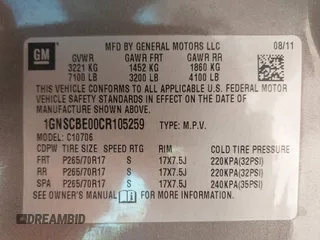 GM
MFD BY GENERAL MOTORS LLC 08/11
GVWR GAWR FRT GAWR RR
3221 KG 1452 KG 1860 KG
7100 LB 3200 LB 4100 LB
THIS VEHICLE CONFORMS TO ALL APPLICABLE U.S. FEDERAL MOTOR
VEHICLE SAFETY STANDARDS IN EFFECT ON THE DATE OF
MANUFACTURE SHOWN ABOVE.
1GNSCBE00CR105259 TYPE: M.P.V.
MODEL: C10706
CDPW TIRE SIZE SPEED RTG RIM COLD TIRE PRESSURE
FRT P265/70R17 S 17X7.5J 220KPA(32PSI)
RR P265/70R17 S 17X7.5J 220KPA(32PSI)
SPA P265/70R17 S 17X7.5J 240KPA(35PSI)
SEE OWNER'S MANUAL FOR MORE INFORMATION.
DREAMBID